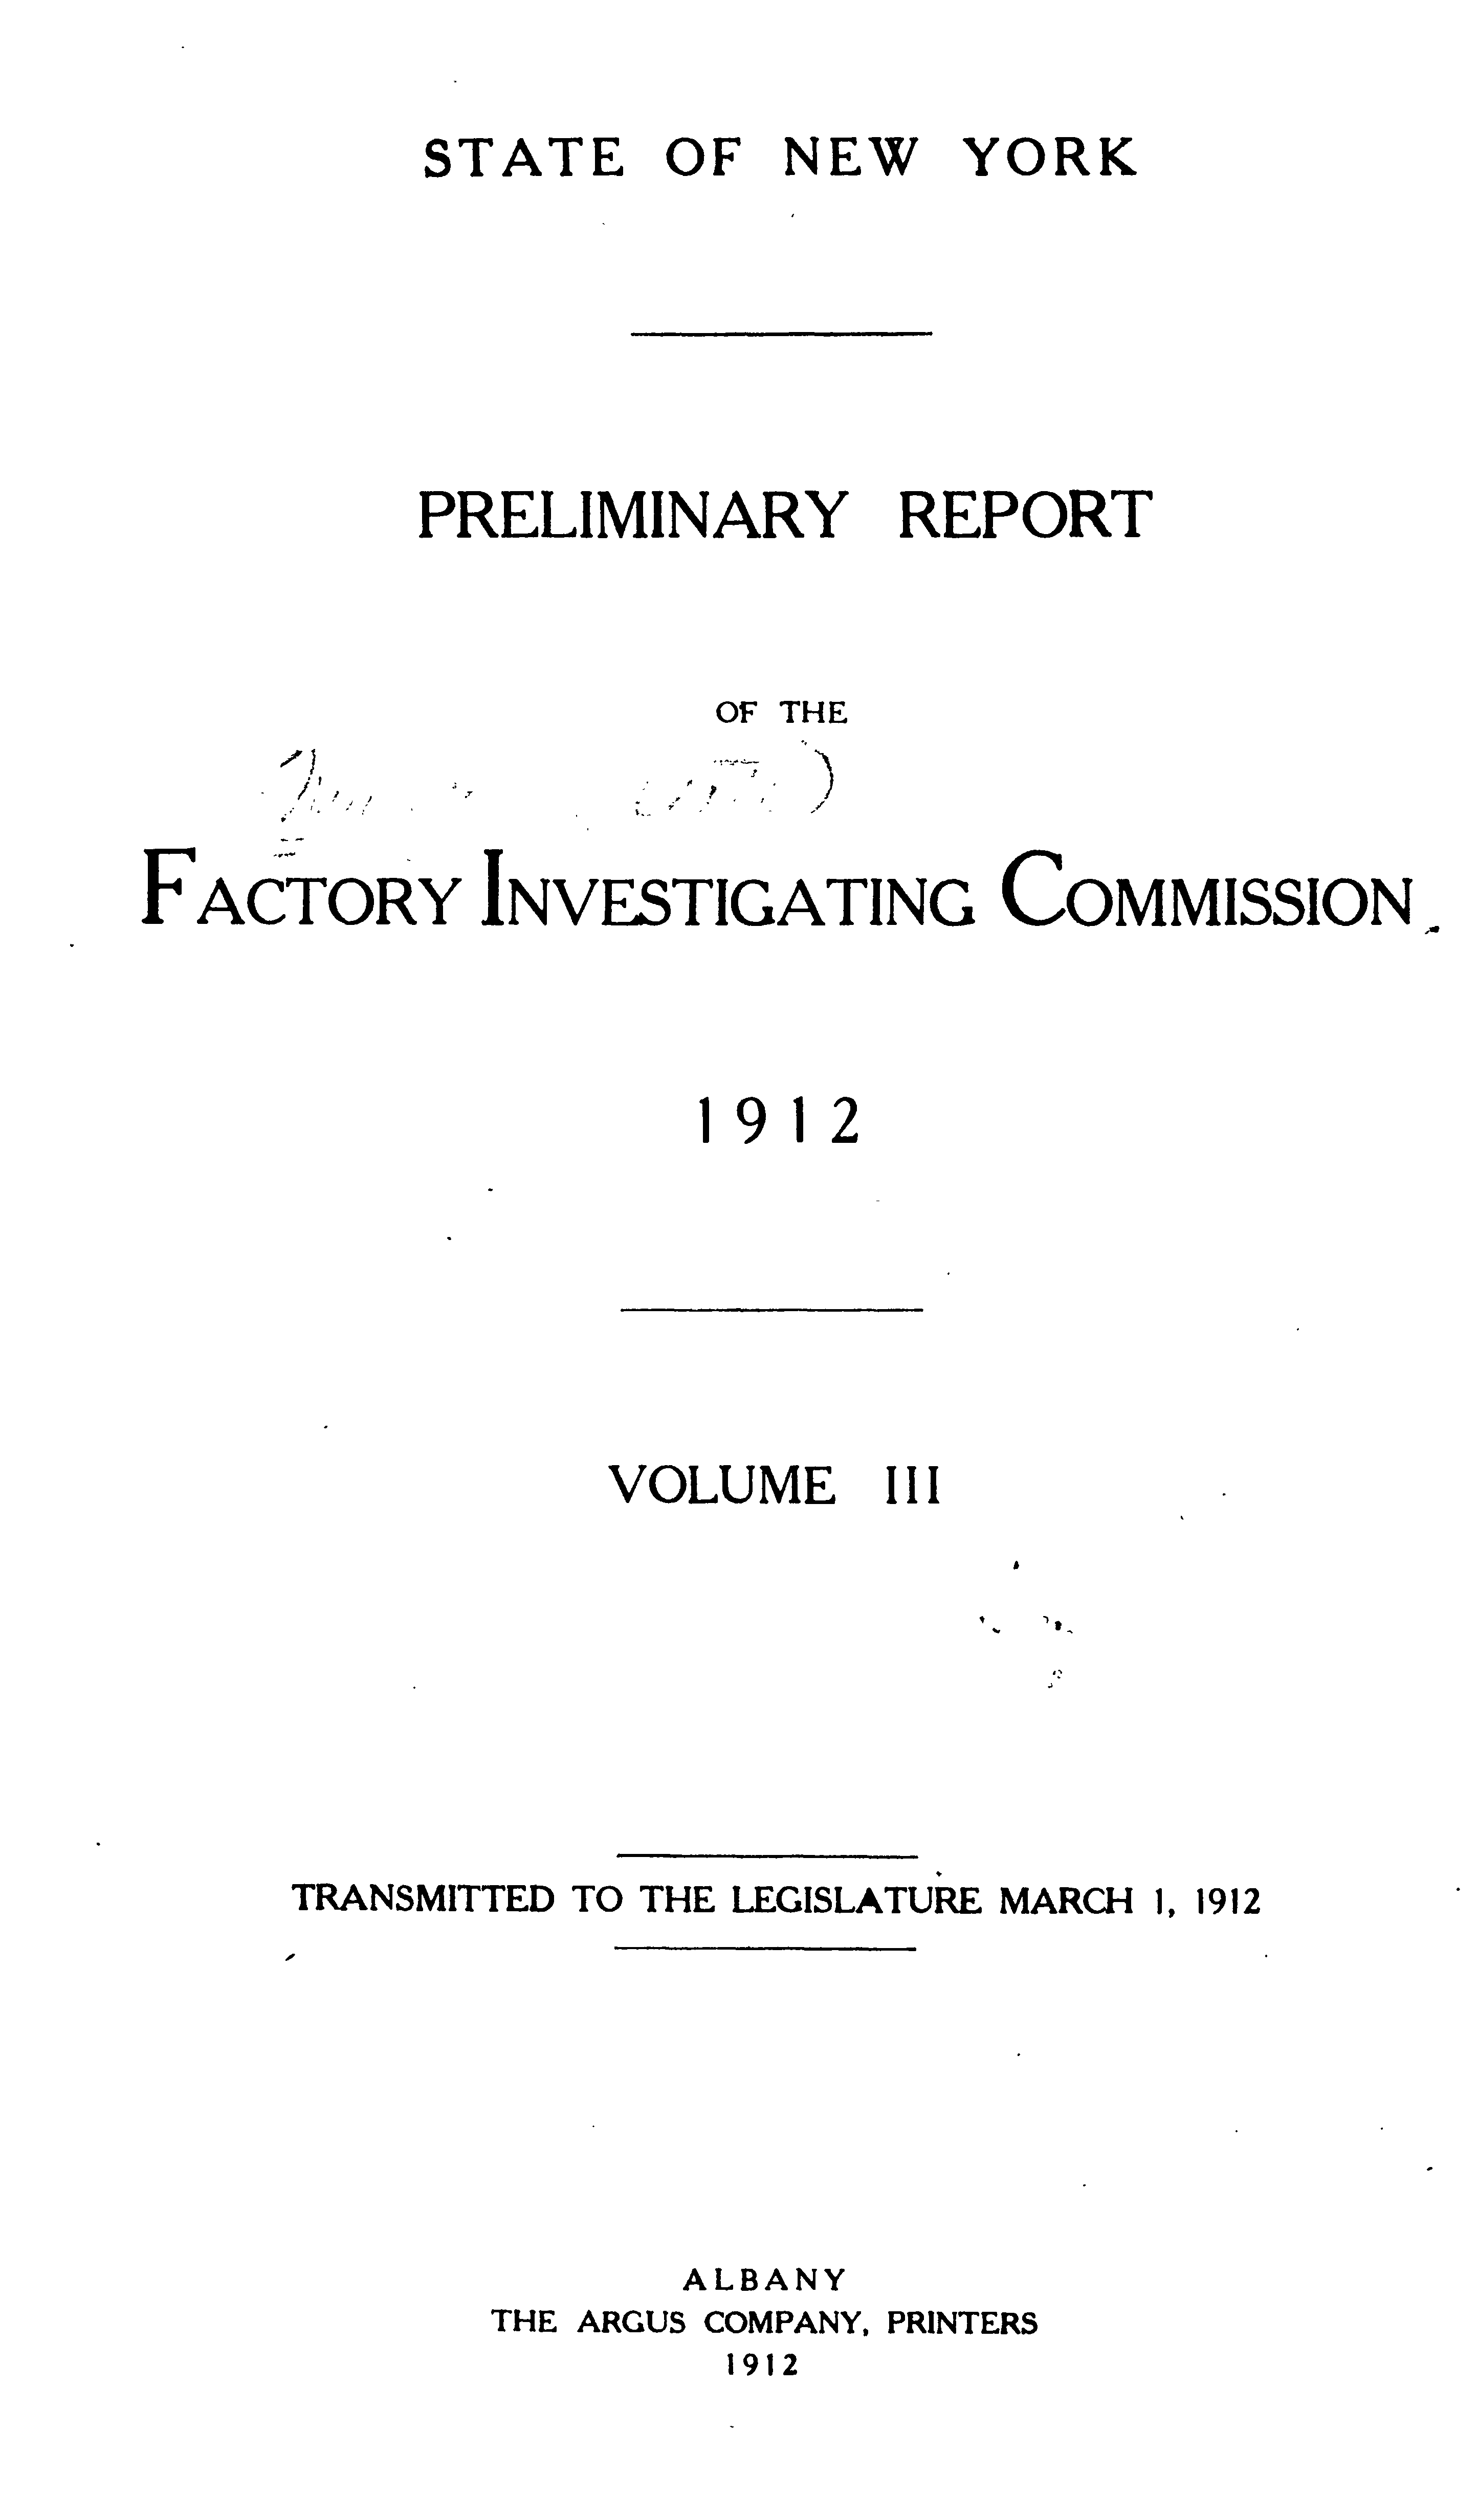 STATE OF NEW YORK
PRELIMINARY REPORT
OF THE
FACTORY INVESTIGATING COMMISSION
1912
VOLUME III
TRANSMITTED TO THE LEGISLATURE MARCH 1, 1912
ALBANY
THE ARGUS COMPANY, PRINTERS
1912